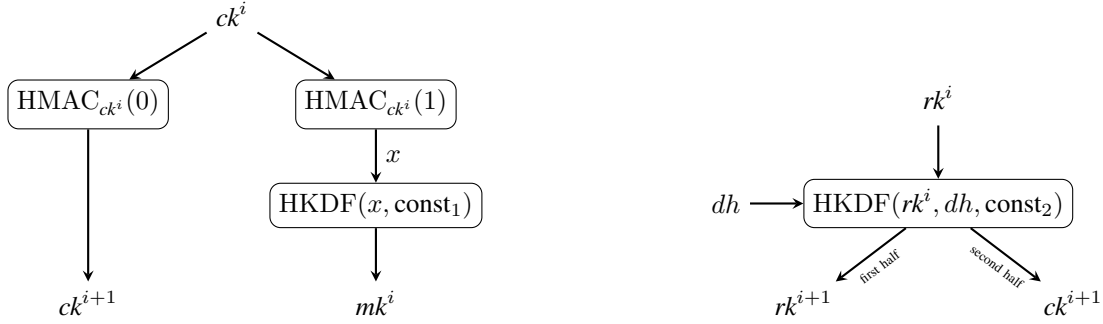 ck^i
HMAC_{ck^i}(0)
HMAC_{ck^i}(1)
x
HKDF(x, const_1)
ck^{i+1}
mk^i
rk^i
dh
HKDF(rk^i, dh, const_2)
first half
second half
rk^{i+1}
ck^{i+1}